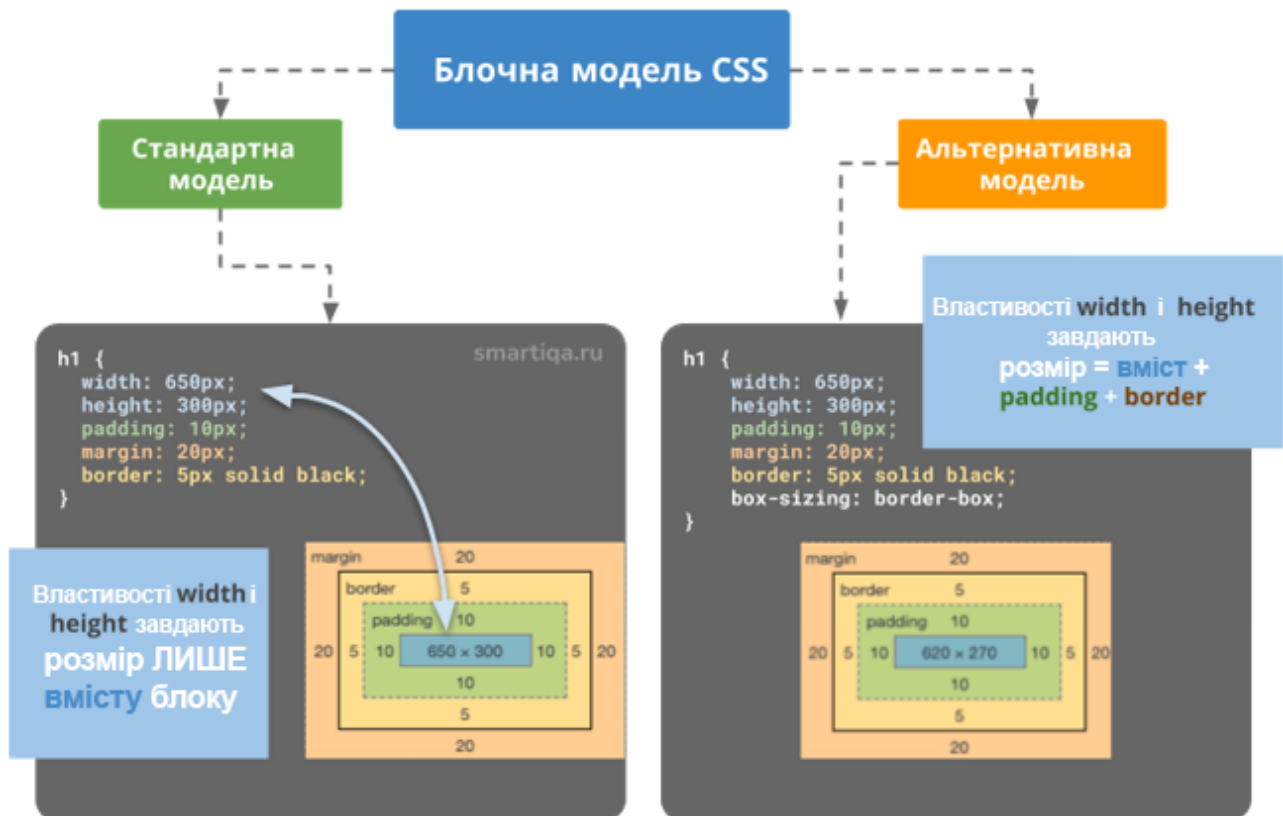 Блочна модель CSS
Стандартна
модель
Альтернативна
модель
smartiqa.ru
h1 {
width: 650px;
height: 300px;
padding: 10px;
margin: 20px;
border: 5px solid black;
}
Властивості width і
height завдають
розмір ЛИШЕ
вмісту блоку
margin 20
border 5
padding 10
20 5 10 650 × 300 10 5 20
10
5
20
Властивості width і height
завдають
розмір = вміст +
padding + border
h1 {
width: 650px;
height: 300px;
padding: 10px;
margin: 20px;
border: 5px solid black;
box-sizing: border-box;
}
margin 20
border 5
padding 10
20 5 10 620 × 270 10 5 20
10
5
20